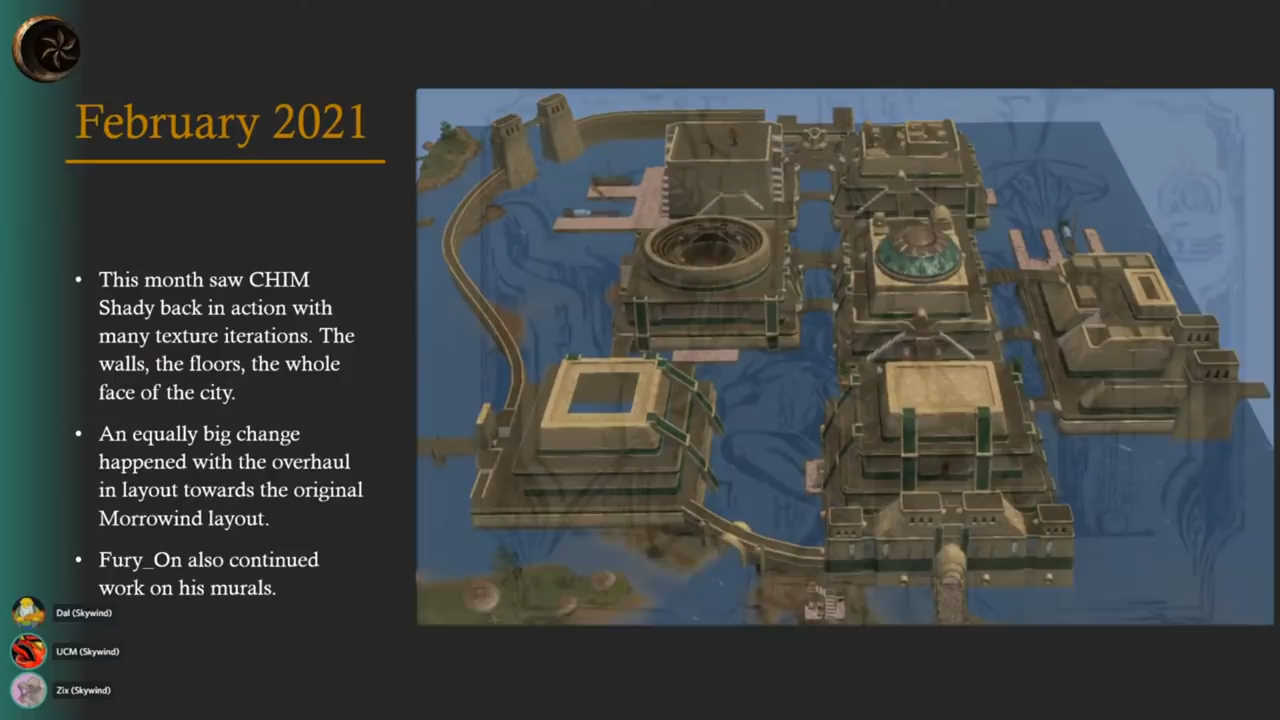 February 2021
• This month saw CHIM
Shady back in action with
many texture iterations. The
walls, the floors, the whole
face of the city.
• An equally big change
happened with the overhaul
in layout towards the original
Morrowind layout.
• Fury_On also continued
work on his murals.
Dal (Skywind)
UCM (Skywind)
Zix (Skywind)